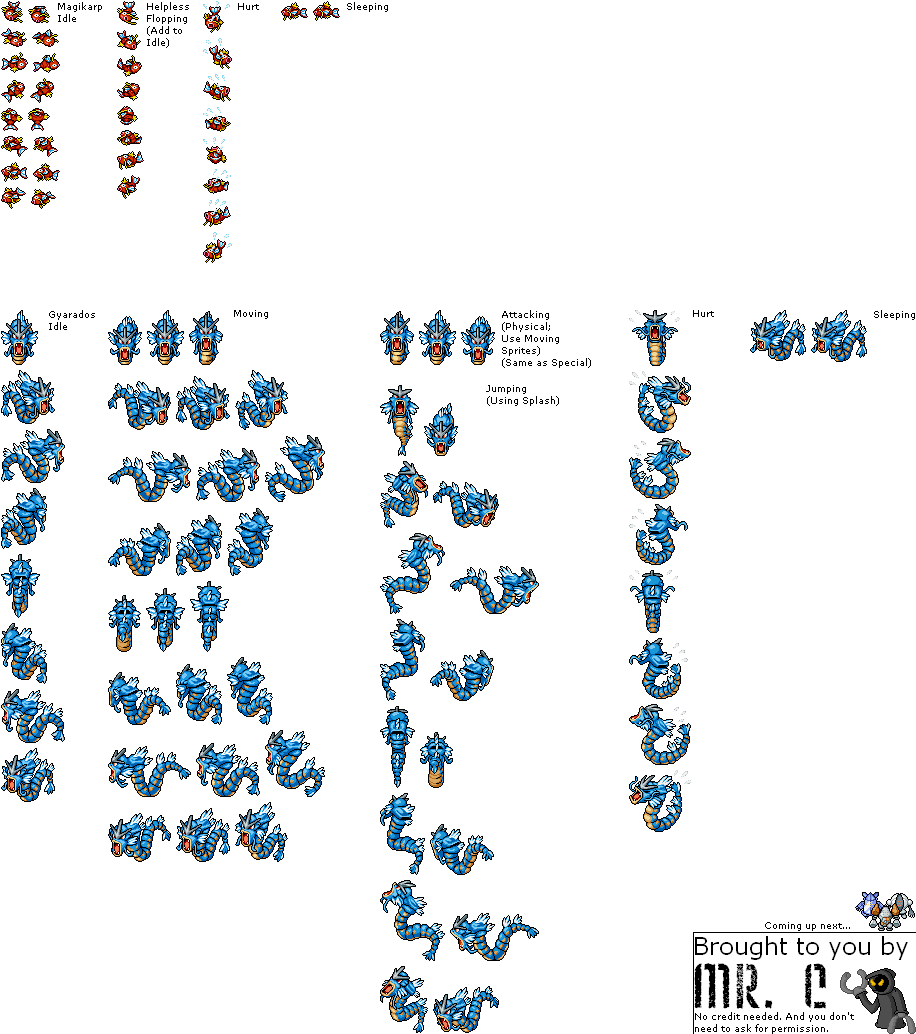 Magikarp
Idle
Helpless
Flopping
(Add to
Idle)
Hurt
Sleeping
Gyarados
Idle
Moving
Attacking
(Physical;
Use Moving
Sprites)
(Same as Special)
Jumping
(Using Splash)
Hurt
Sleeping
Coming up next...
Brought to you by
MR. C
No credit needed. And you don't
need to ask for permission.